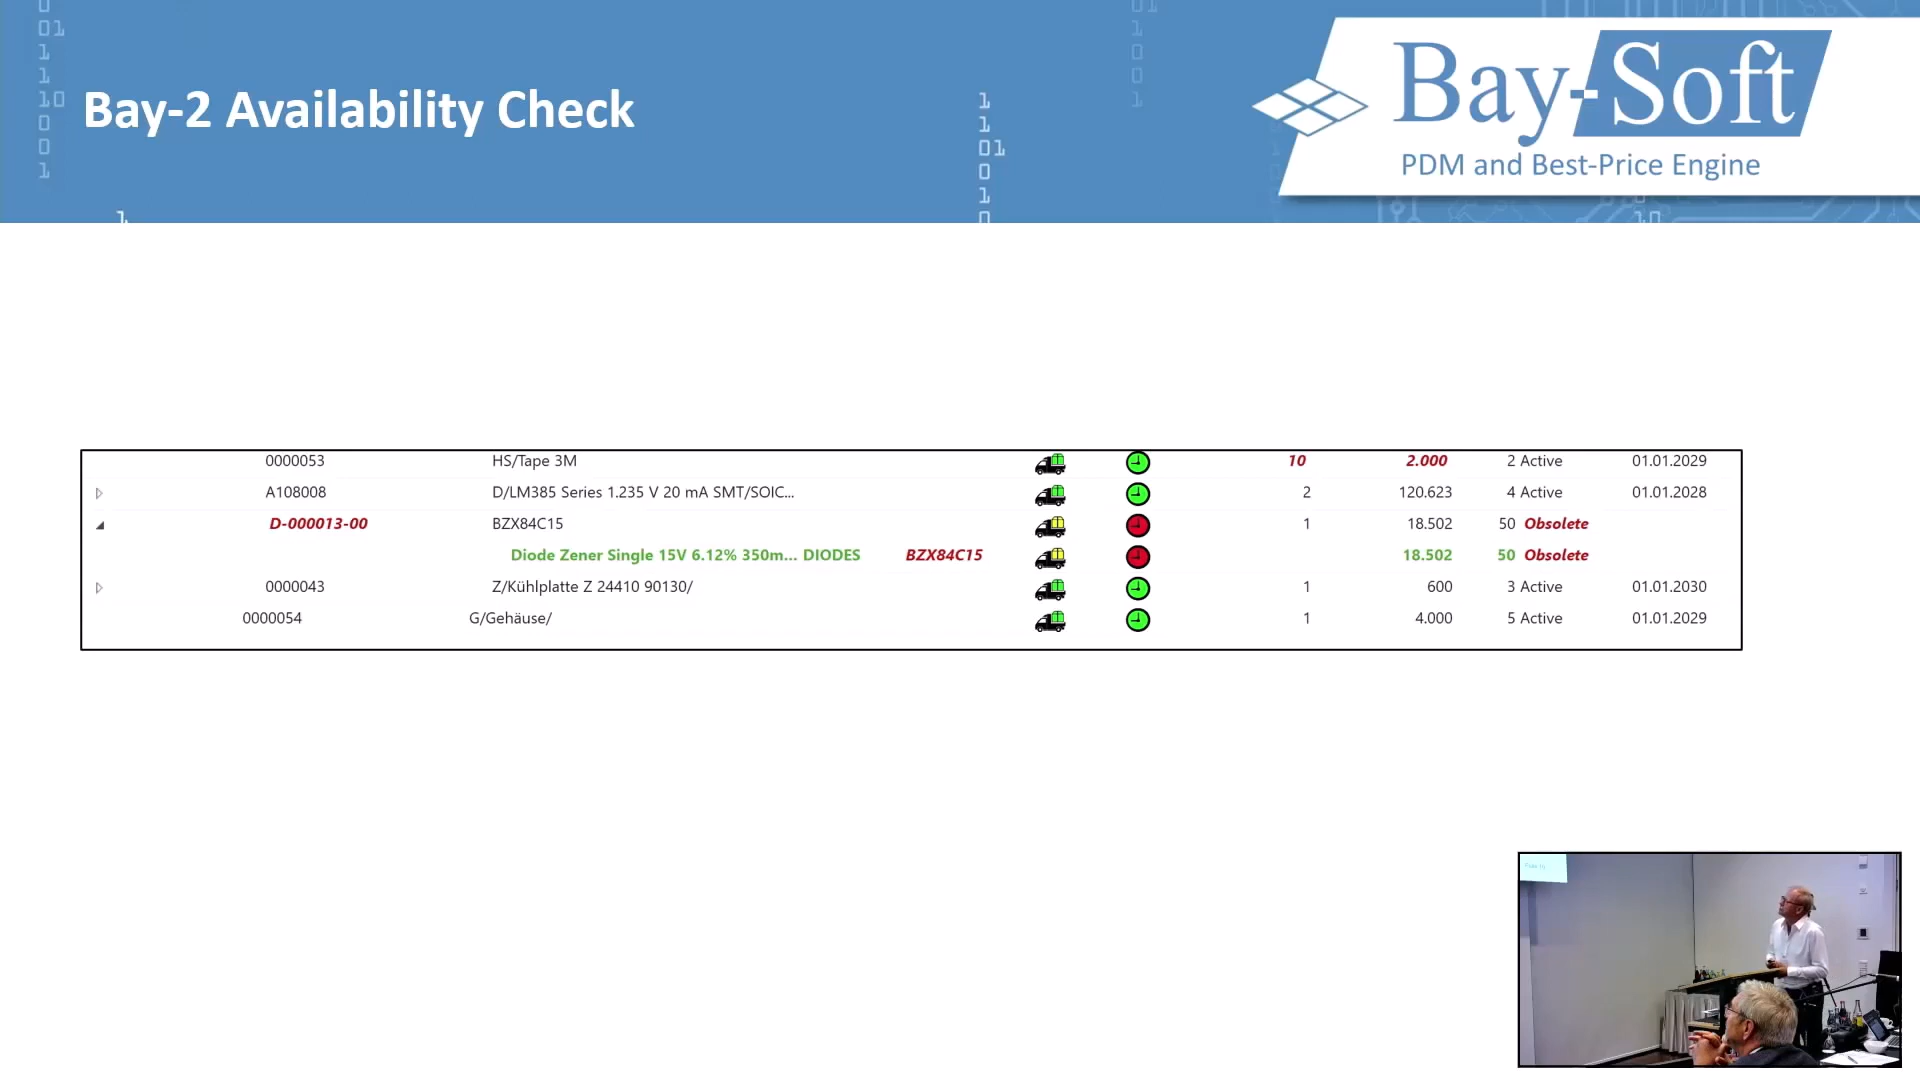 Bay-2 Availability Check
Bay-Soft
PDM and Best-Price Engine
0000053 HS/Tape 3M 10 2.000 2 Active 01.01.2029
A108008 D/LM385 Series 1.235 V 20 mA SMT/SOIC... 2 120.623 4 Active 01.01.2028
D-000013-00 BZX84C15 1 18.502 50 Obsolete
Diode Zener Single 15V 6.12% 350m... DIODES BZX84C15 18.502 50 Obsolete
0000043 Z/Kühlplatte Z 24410 90130/ 1 600 3 Active 01.01.2030
0000054 G/Gehäuse/ 1 4.000 5 Active 01.01.2029